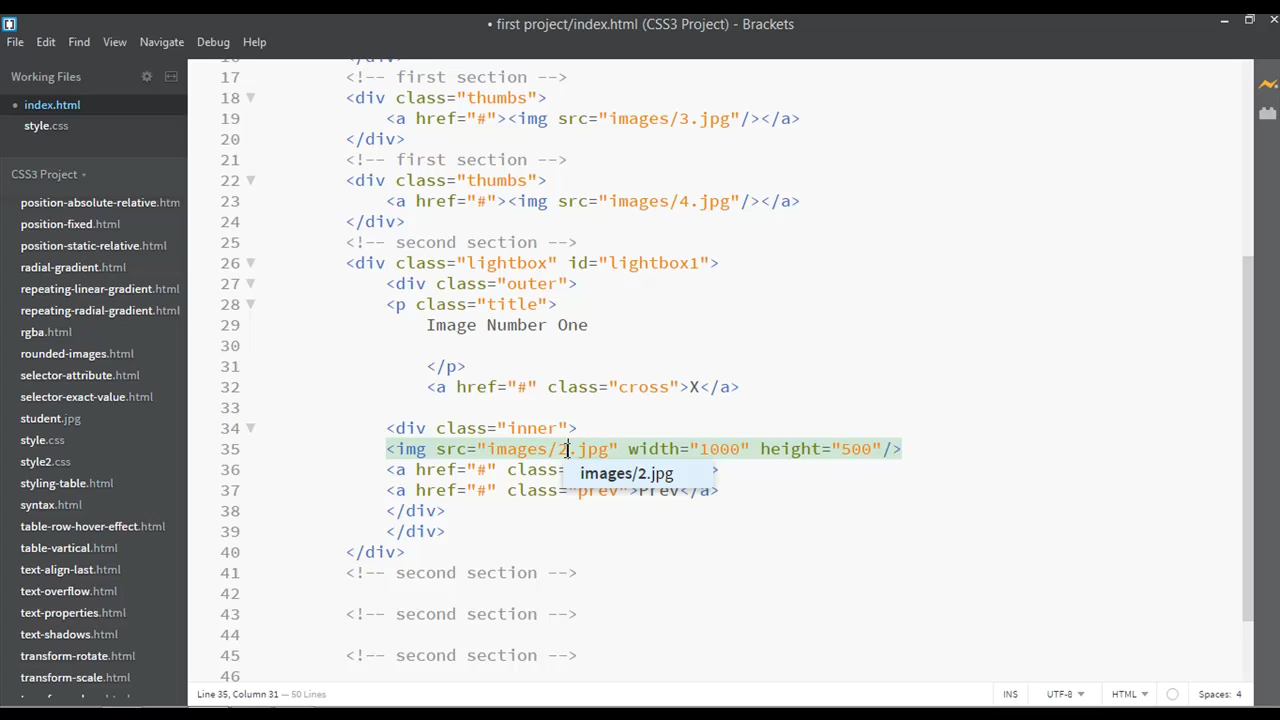 • first project/index.html (CSS3 Project) - Brackets
File Edit Find View Navigate Debug Help
Working Files
• index.html
style.css
CSS3 Project
position-absolute-relative.htm
position-fixed.html
position-static-relative.html
radial-gradient.html
repeating-linear-gradient.html
repeating-radial-gradient.html
rgba.html
rounded-images.html
selector-attribute.html
selector-exact-value.html
student.jpg
style.css
style2.css
styling-table.html
syntax.html
table-row-hover-effect.html
table-vartical.html
text-align-last.html
text-overflow.html
text-properties.html
text-shadows.html
transform-rotate.html
transform-scale.html
17 <!-- first section -->
18 <div class="thumbs">
19 <a href="#"><img src="images/3.jpg"/></a>
20 </div>
21 <!-- first section -->
22 <div class="thumbs">
23 <a href="#"><img src="images/4.jpg"/></a>
24 </div>
25 <!-- second section -->
26 <div class="lightbox" id="lightbox1">
27 <div class="outer">
28 <p class="title">
29 Image Number One
30
31 </p>
32 <a href="#" class="cross">X</a>
33
34 <div class="inner">
35 <img src="images/2.jpg" width="1000" height="500"/>
36 <a href="#" class=
images/2.jpg
37 <a href="#" class="prev">Prev</a>
38 </div>
39 </div>
40 </div>
41 <!-- second section -->
42
43 <!-- second section -->
44
45 <!-- second section -->
46
Line 35, Column 31 — 50 Lines
INS UTF-8 HTML Spaces: 4